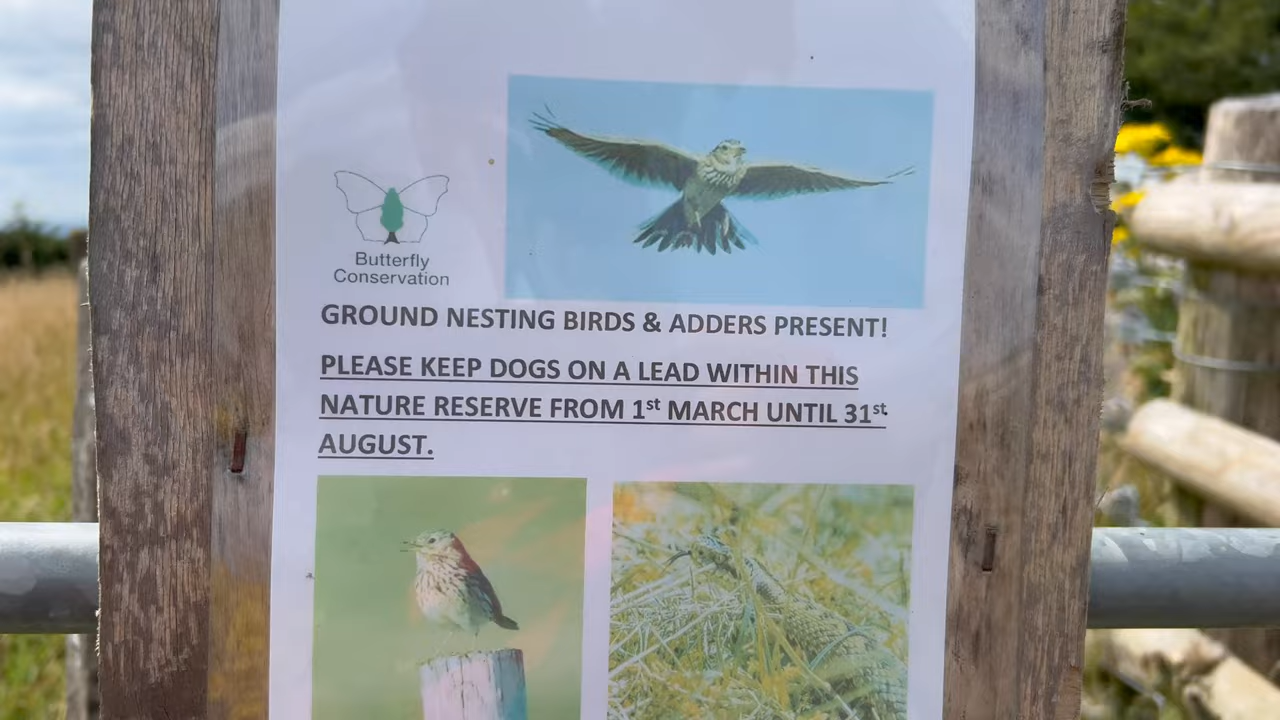 Butterfly
Conservation
GROUND NESTING BIRDS & ADDERS PRESENT!
PLEASE KEEP DOGS ON A LEAD WITHIN THIS
NATURE RESERVE FROM 1st MARCH UNTIL 31st
AUGUST.